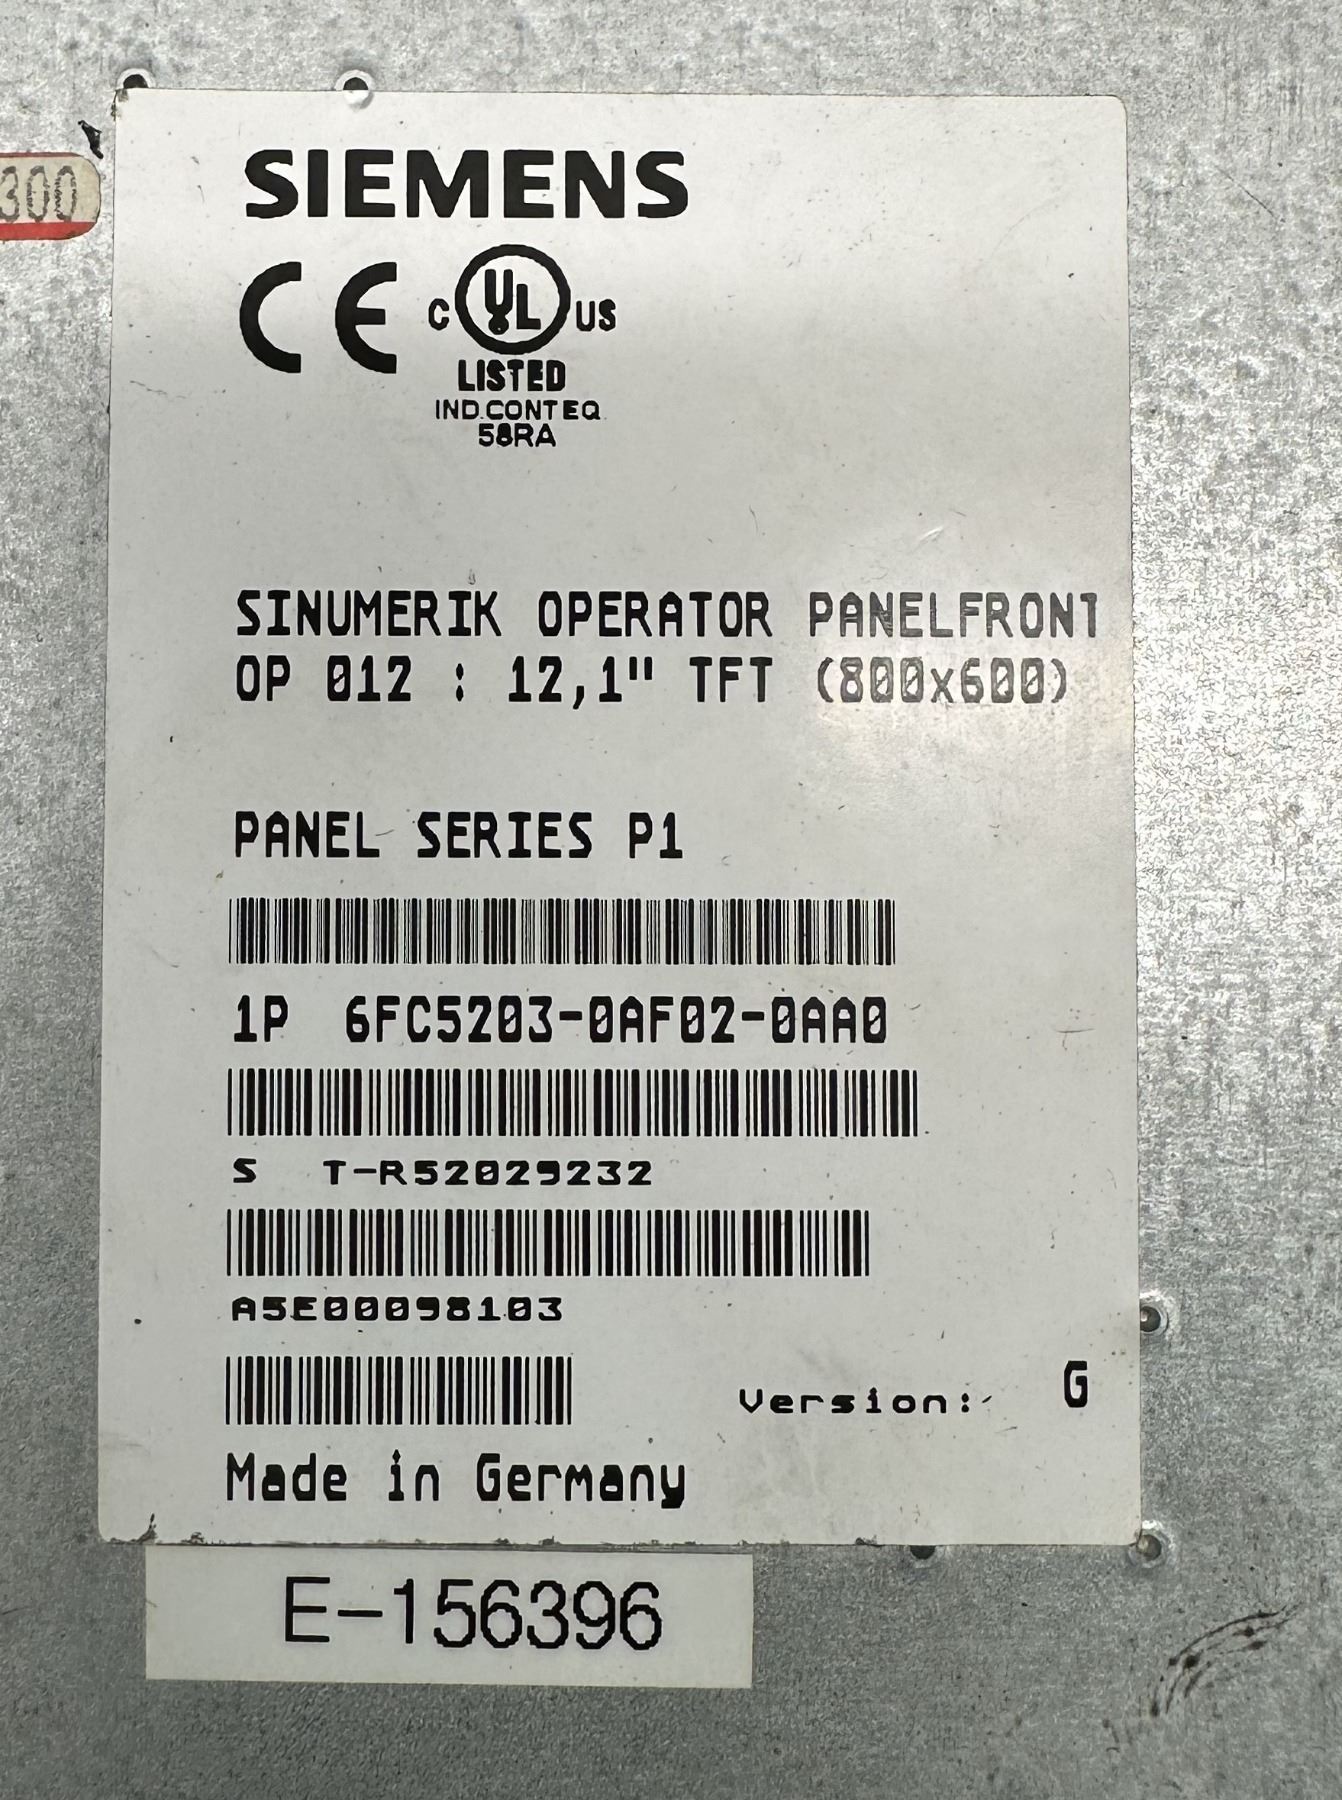 SIEMENS
300
CE
C UL US
LISTED
IND.CONT EQ
58RA
SINUMERIK OPERATOR PANELFRONT
OP 012 : 12,1" TFT (800x600)
PANEL SERIES P1
1P 6FC5203-0AF02-0AA0
S T-R52029232
A5E00098103
Version: G
Made in Germany
E-156396